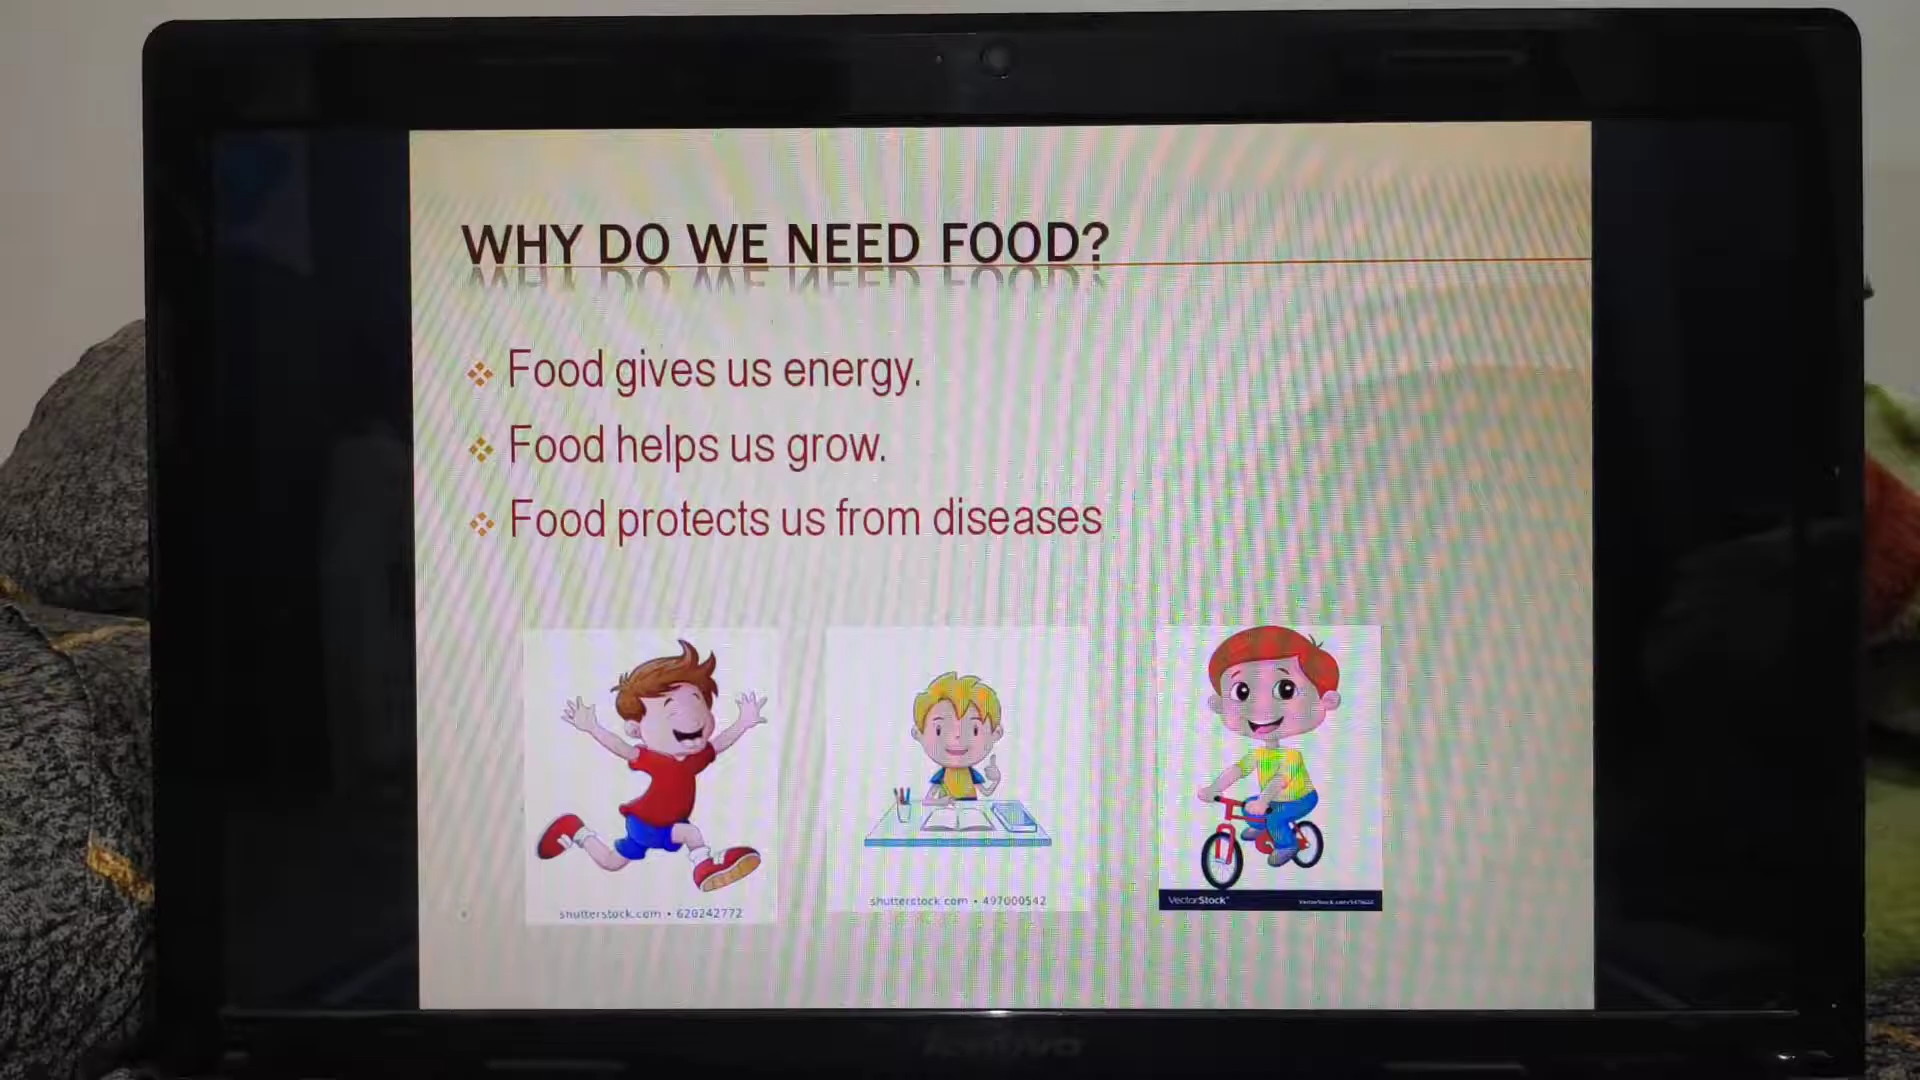 WHY DO WE NEED FOOD?
Food gives us energy.
Food helps us grow.
Food protects us from diseases
shutterstock.com • 620242772
shutterstock.com • 497000542
VectorStock